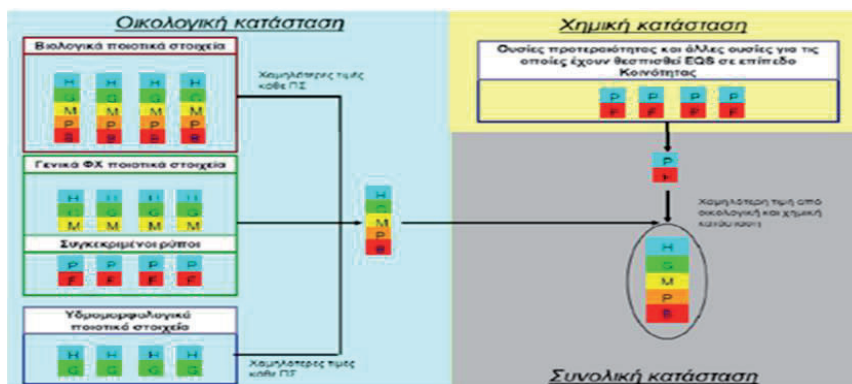 Οικολογική κατάσταση
Βιολογικά ποιοτικά στοιχεία
H H H H
G G G G
M M M M
P P P P
B B B B
Χαμηλότερες τιμές
κάθε ΠΣ
Γενικά ΦΧ ποιοτικά στοιχεία
H H H H
G G G G
M M M M
Συγκεκριμένοι ρύποι
P P P P
F F F F
Υδρομορφολογικά
ποιοτικά στοιχεία
H H H H
G G G G
Χαμηλότερες τιμές
κάθε ΠΣ
H
G
M
P
B
Χημική κατάσταση
Ουσίες προτεραιότητας και άλλες ουσίες για τις
οποίες έχουν θεσπισθεί EQS σε επίπεδο
Κοινότητας
P P P P
F F F F
P
F
Χαμηλότερη τιμή από
οικολογική και χημική
κατάσταση
H
G
M
P
B
Συνολική κατάσταση